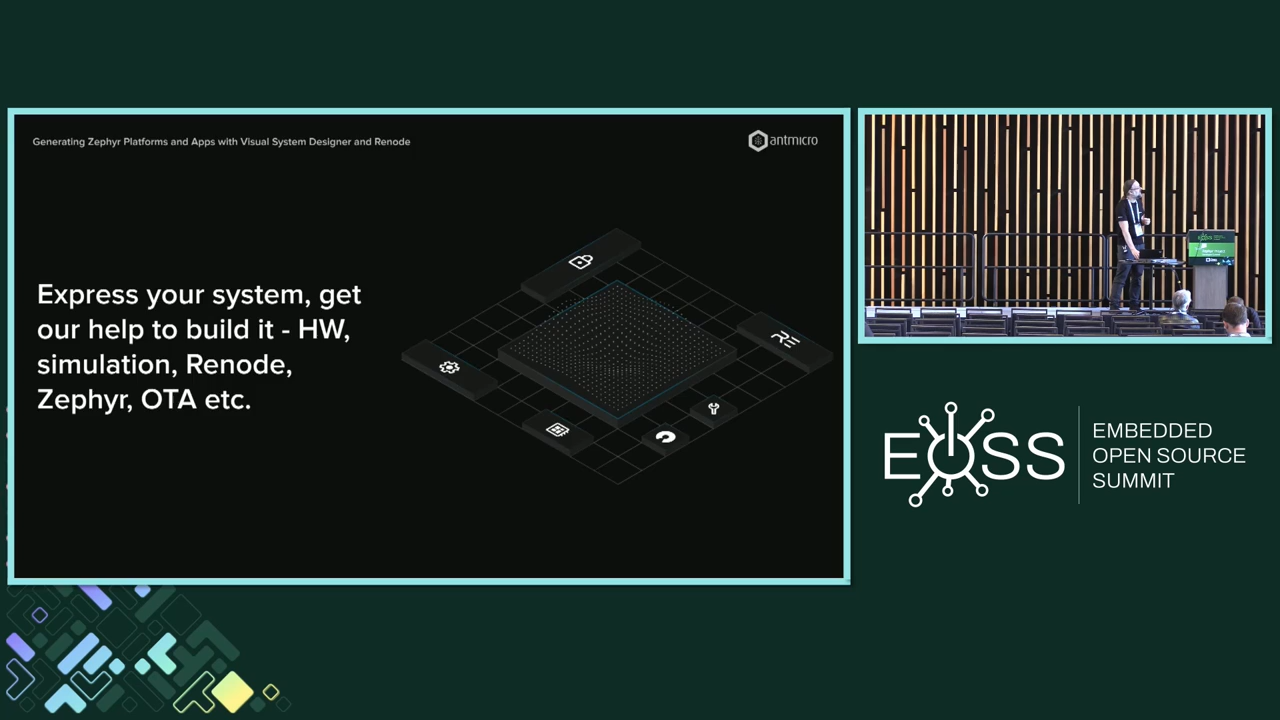 Generating Zephyr Platforms and Apps with Visual System Designer and Renode
antmicro
Express your system, get
our help to build it - HW,
simulation, Renode,
Zephyr, OTA etc.
RE
EOSS
EMBEDDED
OPEN SOURCE
SUMMIT